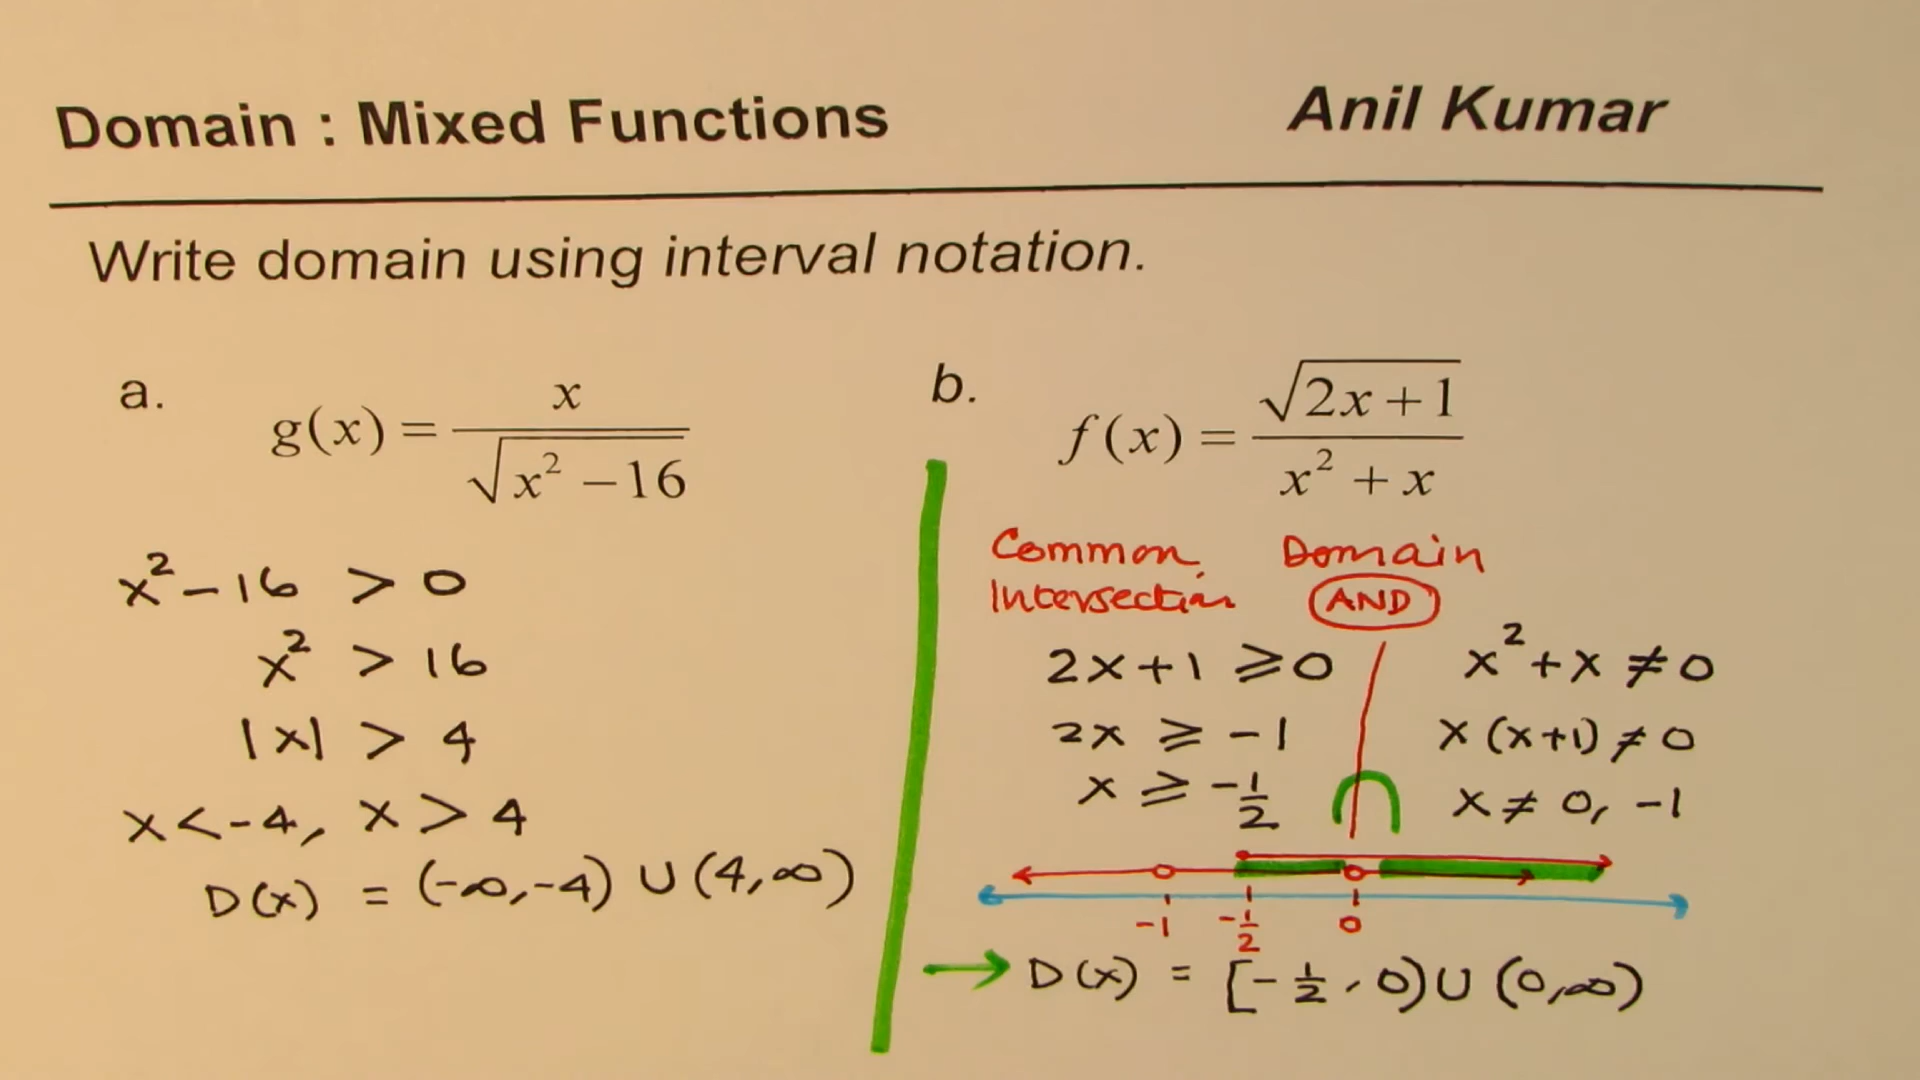 Domain : Mixed Functions
Anil Kumar
Write domain using interval notation.
a.
g(x) = x / √(x² − 16)
x² − 16 > 0
x² > 16
|x| > 4
x < -4, x > 4
D(x) = (-∞, -4) ∪ (4, ∞)
b.
f(x) = √(2x + 1) / (x² + x)
Common Domain
Intersection AND
2x + 1 ⩾ 0
2x ⩾ -1
x ⩾ -1/2
∩
x² + x ≠ 0
x (x+1) ≠ 0
x ≠ 0, -1
-1 -1/2 0
→ D(x) = [-1/2, 0) ∪ (0, ∞)